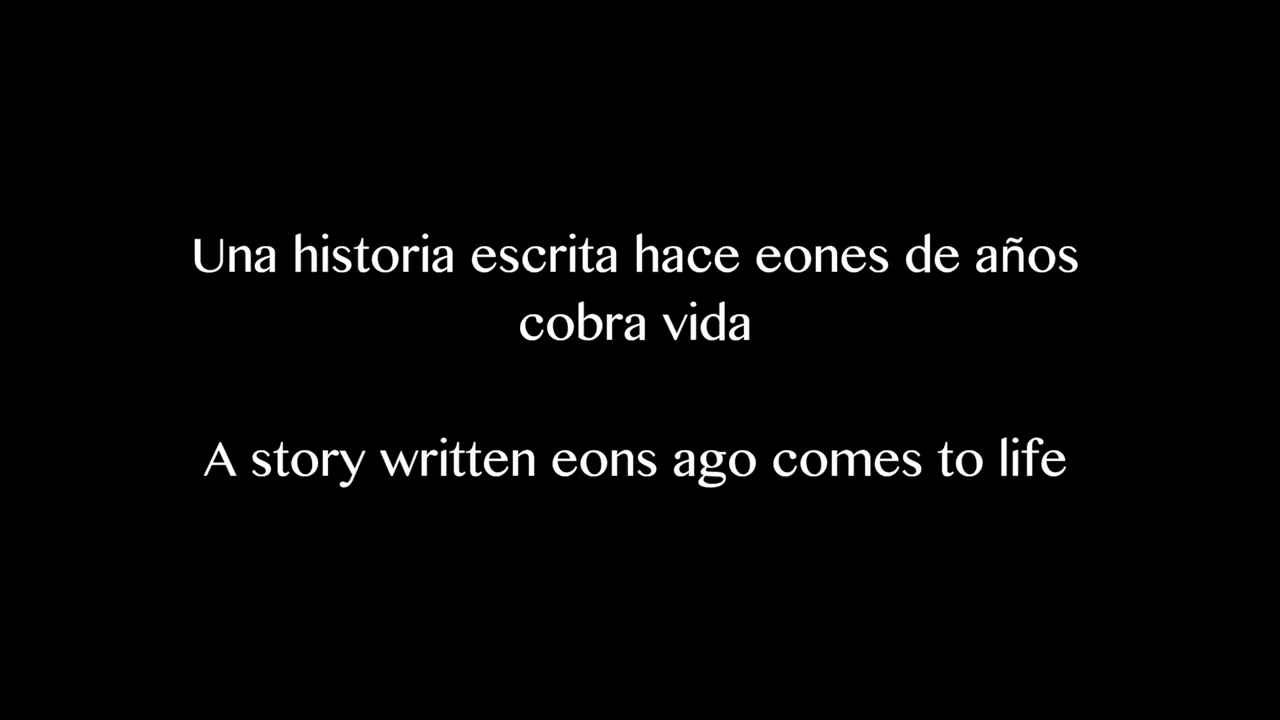 Una historia escrita hace eones de años
cobra vida
A story written eons ago comes to life